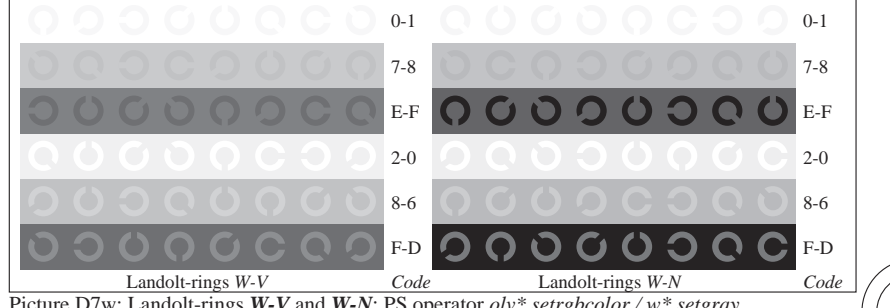 0-1 0-1
7-8 7-8
E-F E-F
2-0 2-0
8-6 8-6
F-D F-D
Landolt-rings W-V Code Landolt-rings W-N Code
Picture D7w: Landolt-rings W-V and W-N; PS operator olv* setrgbcolor / w* setgray